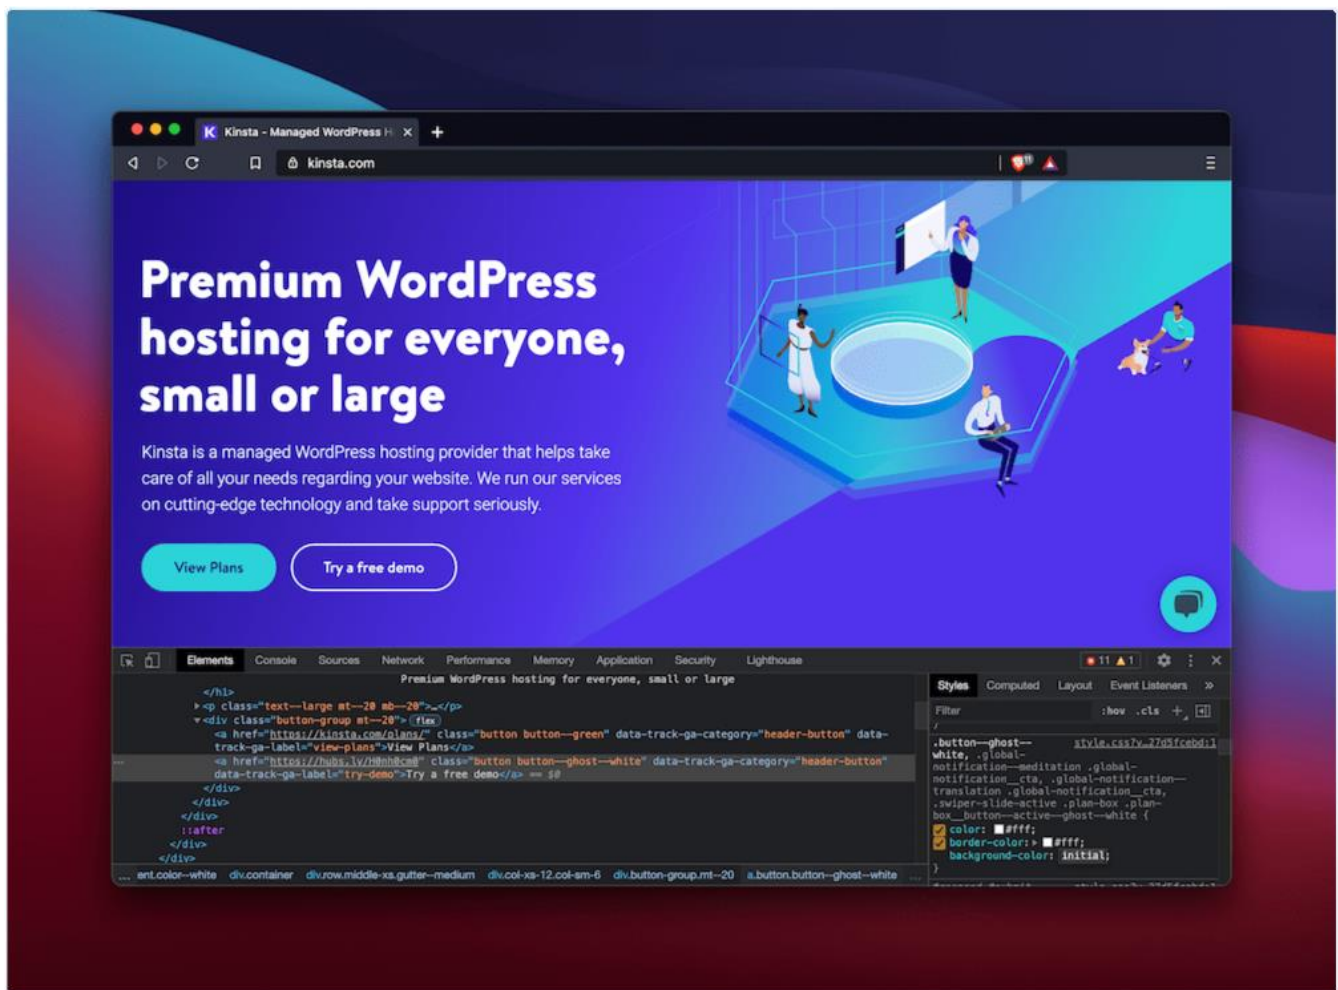 K Kinsta - Managed WordPress H
kinsta.com
11
Premium WordPress
hosting for everyone,
small or large
Kinsta is a managed WordPress hosting provider that helps take
care of all your needs regarding your website. We run our services
on cutting-edge technology and take support seriously.
View Plans Try a free demo
Elements Console Sources Network Performance Memory Application Security Lighthouse 11 1
Premium WordPress hosting for everyone, small or large
</h1>
<p class="text--large mt--20 mb--20">…</p>
<div class="button-group mt--20"> flex
<a href="https://kinsta.com/plans/" class="button button--green" data-track-ga-category="header-button" data-
track-ga-label="view-plans">View Plans</a>
<a href="https://hubs.ly/H0nh0cm0" class="button button--ghost--white" data-track-ga-category="header-button"
data-track-ga-label="try-demo">Try a free demo</a> == $0
</div>
</div>
</div>
::after
</div>
</div>
... ent.color--white div.container div.row.middle-xs.gutter--medium div.col-xs-12.col-sm-6 div.button-group.mt--20 a.button.button--ghost--white ...
Styles Computed Layout Event Listeners »
Filter :hov .cls +
}
.button--ghost-- style.css?v…27d5fcebd:1
white, .global-
notification--meditation .global-
notification__cta, .global-notification--
translation .global-notification__cta,
.swiper-slide-active .plan-box .plan-
box__button--active--ghost--white {
color: #fff;
border-color: #fff;
background-color: initial;
}